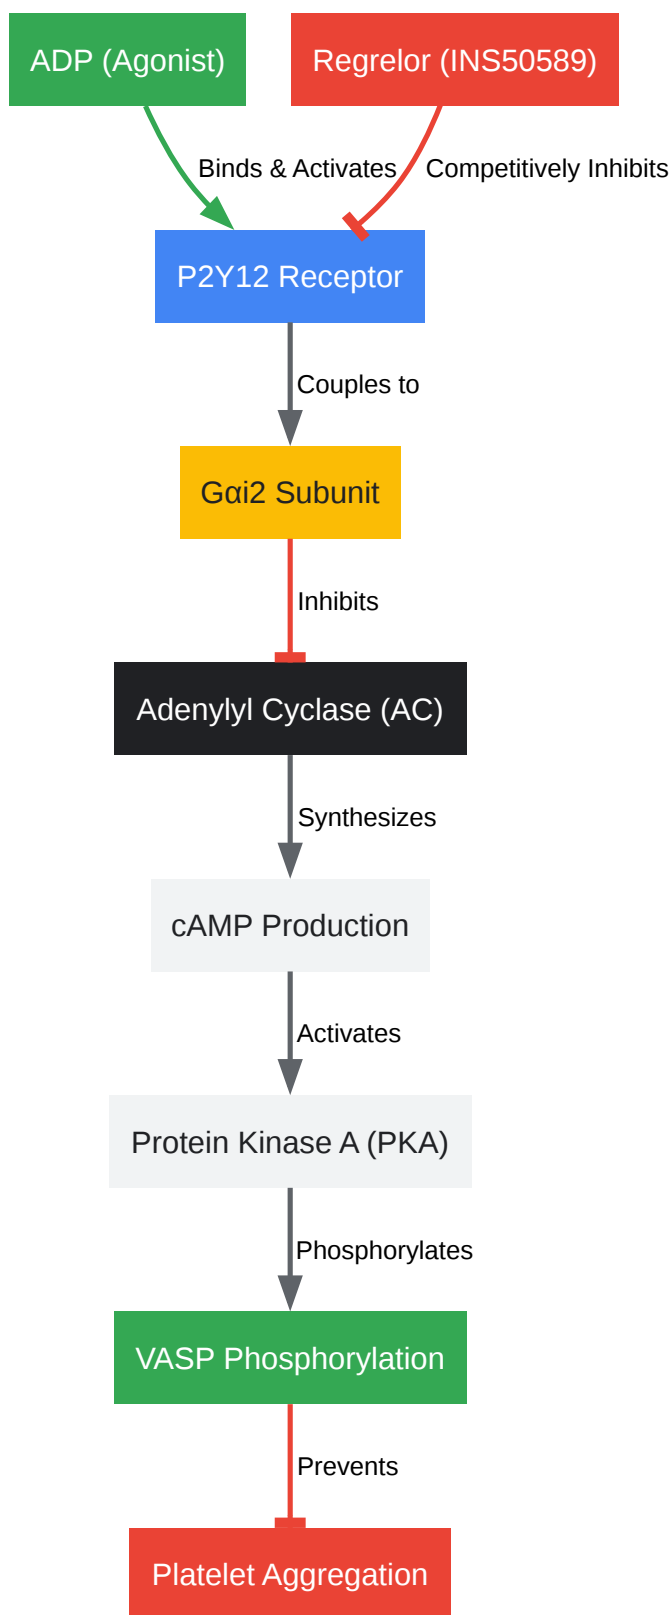 ADP (Agonist)
Regrelor (INS50589)
Binds & Activates
Competitively Inhibits
P2Y12 Receptor
Couples to
Gαi2 Subunit
Inhibits
Adenylyl Cyclase (AC)
Synthesizes
cAMP Production
Activates
Protein Kinase A (PKA)
Phosphorylates
VASP Phosphorylation
Prevents
Platelet Aggregation